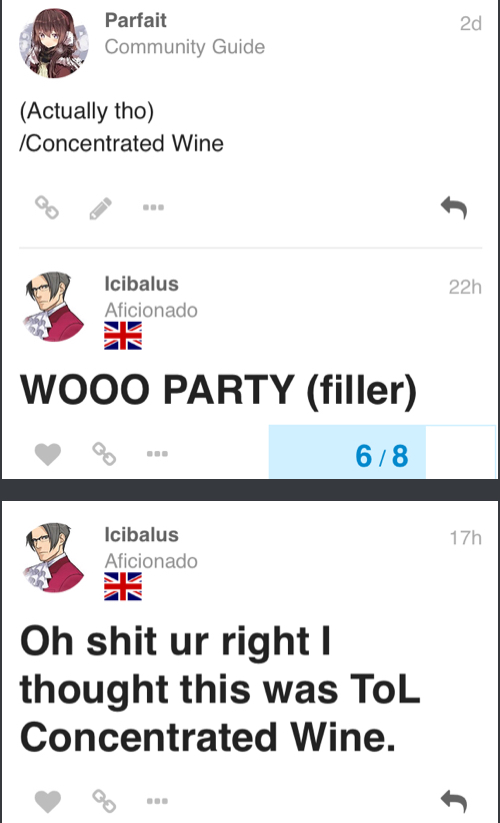 Parfait
2d
Community Guide
(Actually tho)
/Concentrated Wine
Icibalus
22h
Aficionado
WOOO PARTY (filler)
6 / 8
Icibalus
17h
Aficionado
Oh shit ur right I
thought this was ToL
Concentrated Wine.